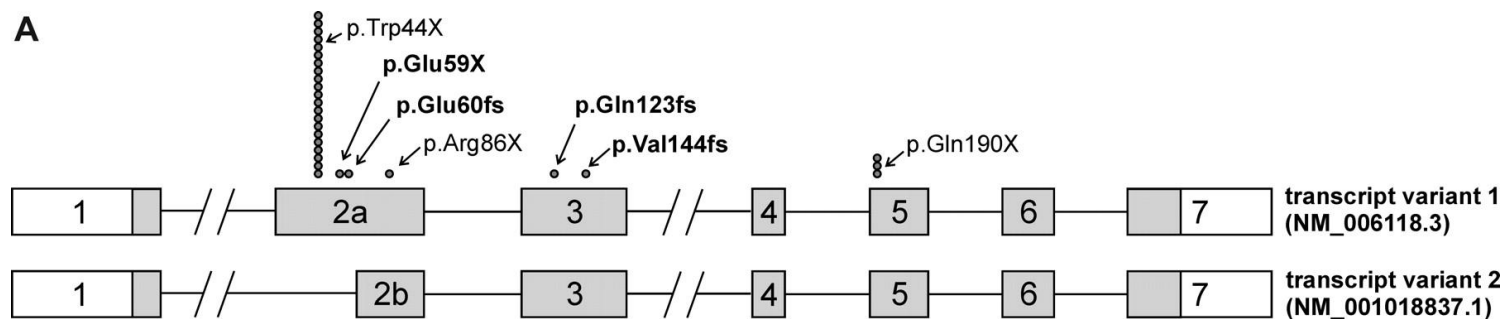 A
p.Trp44X
p.Glu59X
p.Glu60fs
p.Gln123fs
p.Arg86X
p.Val144fs
p.Gln190X
1
2a
3
4
5
6
7
transcript variant 1
(NM_006118.3)
1
2b
3
4
5
6
7
transcript variant 2
(NM_001018837.1)